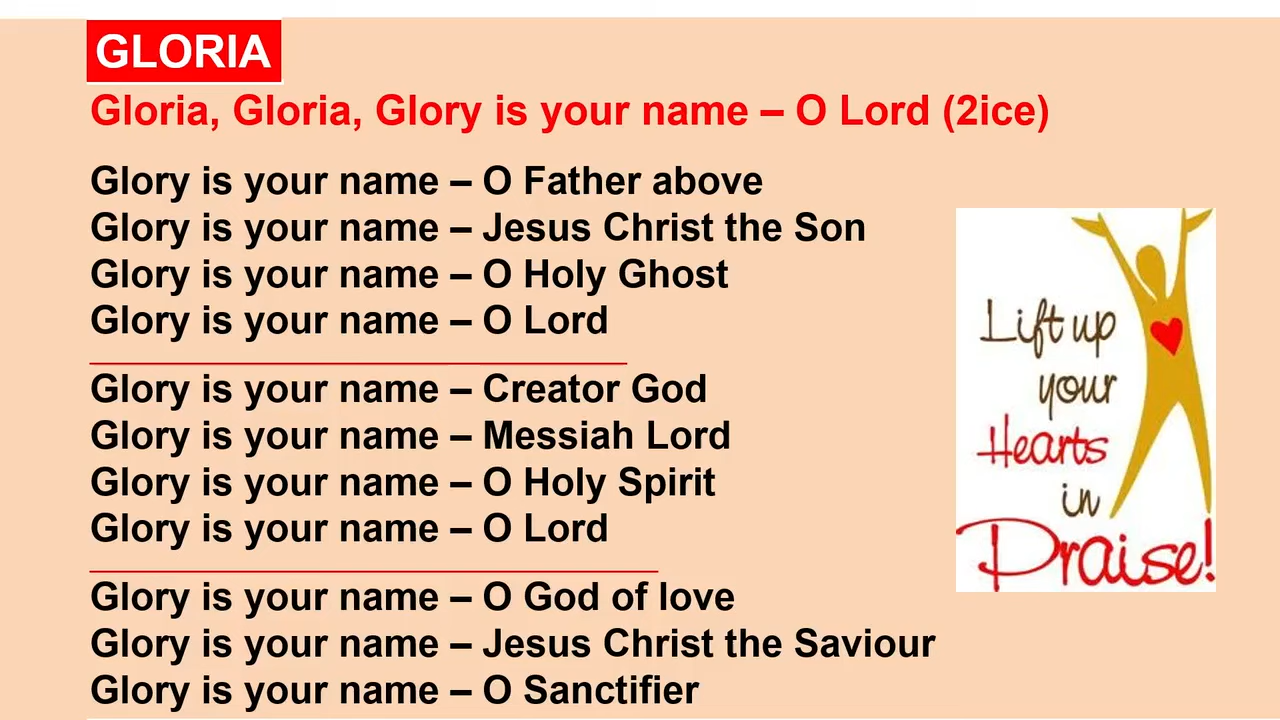 GLORIA
Gloria, Gloria, Glory is your name – O Lord (2ice)
Glory is your name – O Father above
Glory is your name – Jesus Christ the Son
Glory is your name – O Holy Ghost
Glory is your name – O Lord
Glory is your name – Creator God
Glory is your name – Messiah Lord
Glory is your name – O Holy Spirit
Glory is your name – O Lord
Glory is your name – O God of love
Glory is your name – Jesus Christ the Saviour
Glory is your name – O Sanctifier
Lift up
your
Hearts
in
Praise!